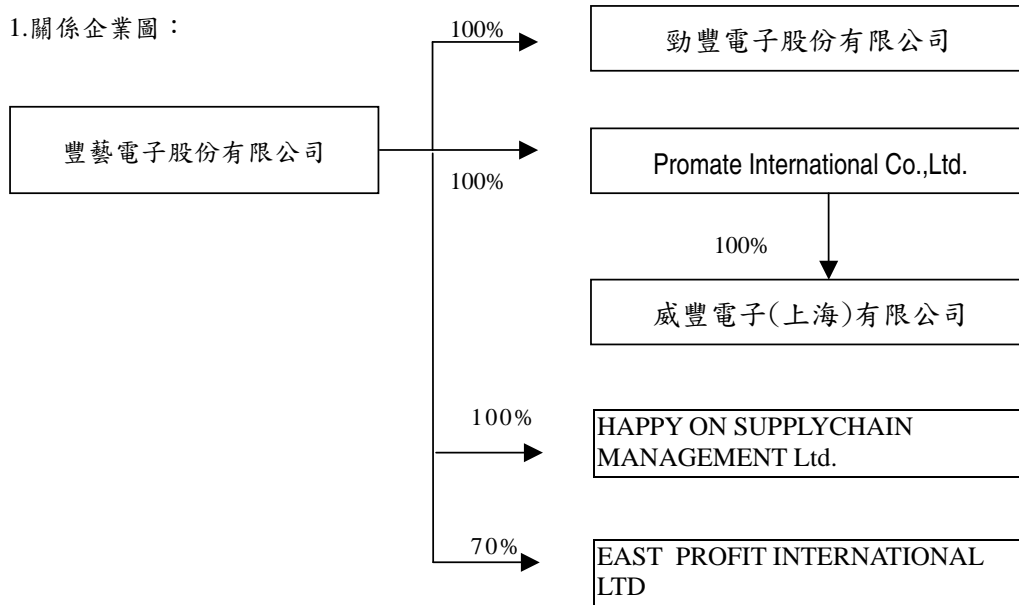 1.關係企業圖：
100%
勁豐電子股份有限公司
豐藝電子股份有限公司
100%
Promate International Co.,Ltd.
100%
威豐電子(上海)有限公司
100%
HAPPY ON SUPPLYCHAIN
MANAGEMENT Ltd.
70%
EAST PROFIT INTERNATIONAL
LTD